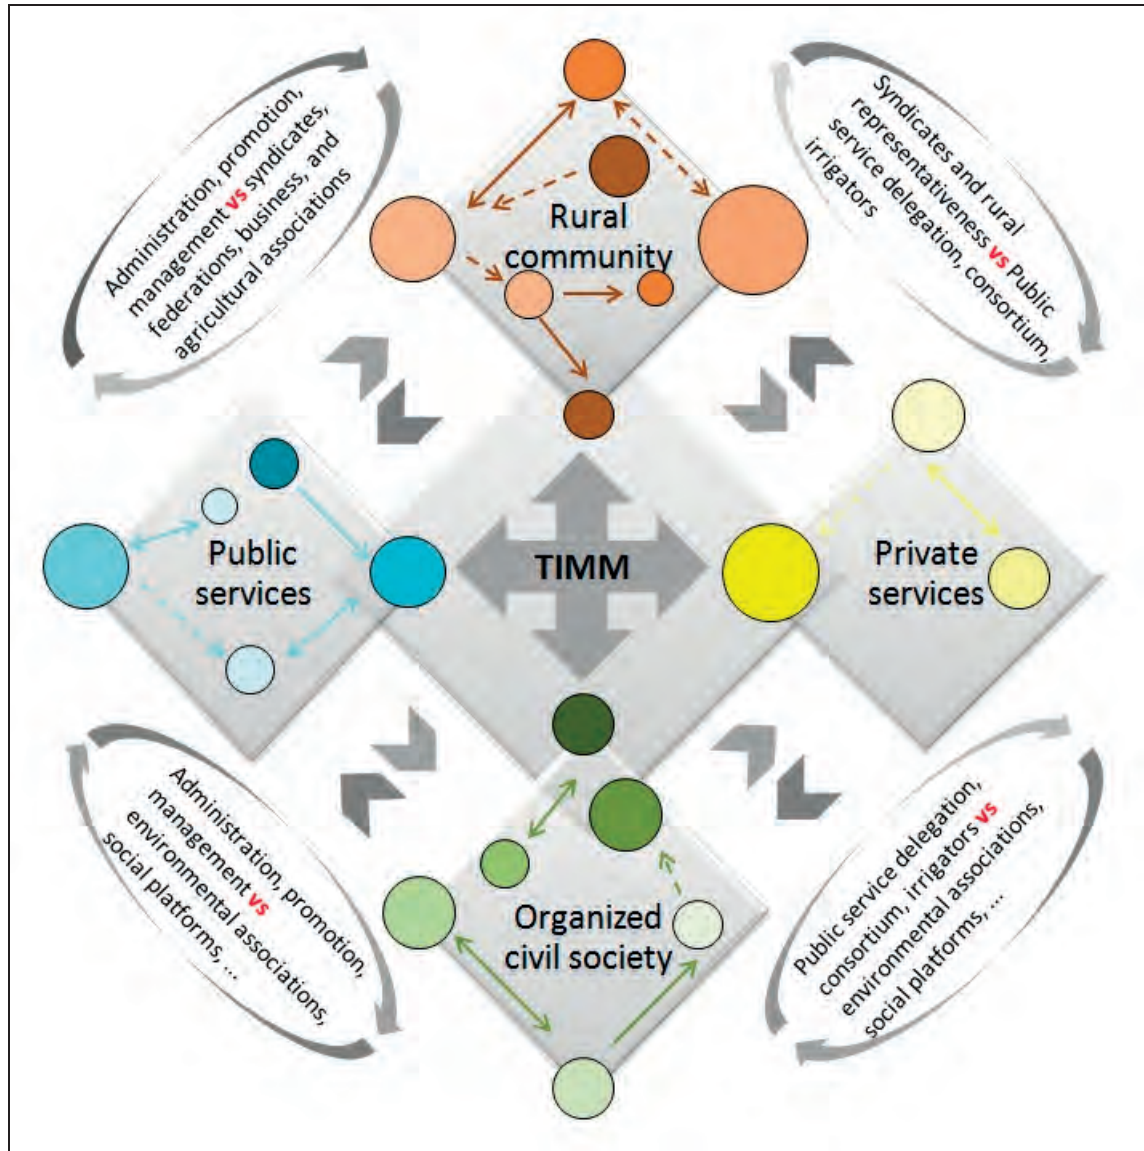 Administration, promotion,
management vs syndicates,
federations, business, and
agricultural associations
Syndicates and rural
representativeness vs Public
service delegation, consortium,
irrigators
Rural
community
Public
services
TIMM
Private
services
Organized
civil society
Administration, promotion,
management vs
environmental associations,
social platforms, ...
Public service delegation,
consortium, irrigators vs
environmental associations,
social platforms, ...